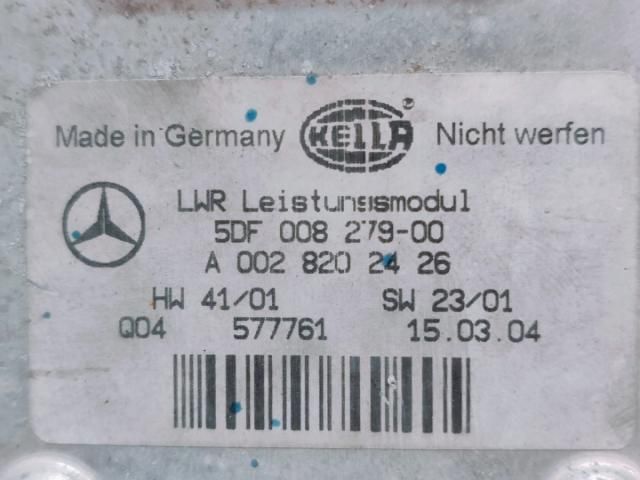 Made in Germany HELLA ® Nicht werfen
LWR Leistungsmodul
5DF 008 279-00
A 002 820 24 26
HW 41/01 SW 23/01
Q04 577761 15.03.04